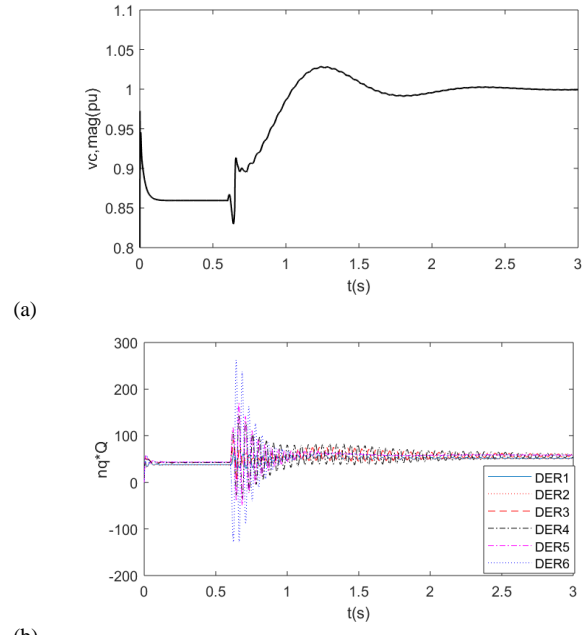 1.1
1.05
1
0.95
0.9
0.85
0.8
vc,mag(pu)
0 0.5 1 1.5 2 2.5 3
t(s)
(a)
300
200
100
0
-100
-200
nq*Q
DER1
DER2
DER3
DER4
DER5
DER6
0 0.5 1 1.5 2 2.5 3
t(s)
(b)